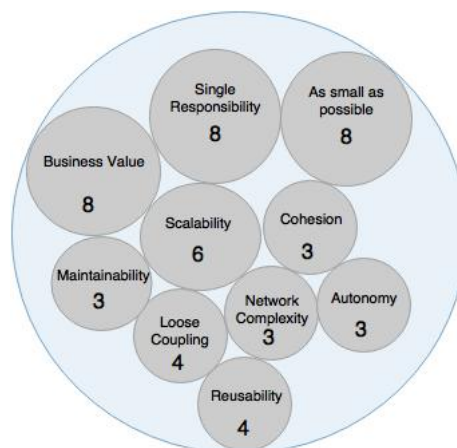 Single
Responsibility
8
As small as
possible
8
Business Value
8
Scalability
6
Cohesion
3
Maintainability
3
Network
Complexity
3
Autonomy
3
Loose
Coupling
4
Reusability
4